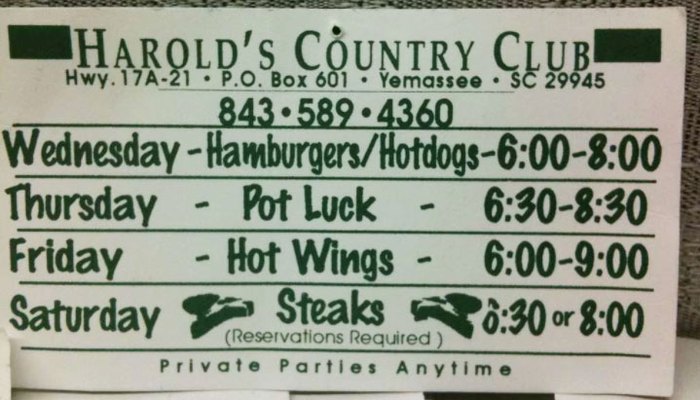 HAROLD'S COUNTRY CLUB
Hwy. 17A-21 • P.O. Box 601 • Yemassee • SC 29945
843•589•4360
Wednesday - Hamburgers/Hotdogs - 6:00-8:00
Thursday - Pot Luck - 6:30-8:30
Friday - Hot Wings - 6:00-9:00
Saturday Steaks 6:30 or 8:00
(Reservations Required)
Private Parties Anytime